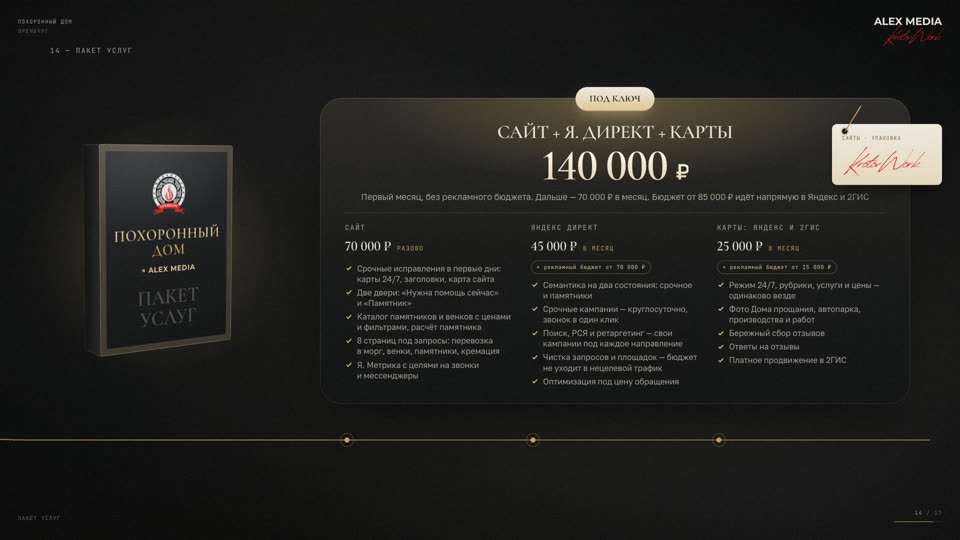 ПОХОРОННЫЙ ДОМ
ОРЕНБУРГ
14 — ПАКЕТ УСЛУГ
ALEX MEDIA
KrotovWork
ПОХОРОННЫЙ
ДОМ
× ALEX MEDIA
ПАКЕТ
УСЛУГ
ПОД КЛЮЧ
САЙТ + Я. ДИРЕКТ + КАРТЫ
140 000 ₽
Первый месяц, без рекламного бюджета. Дальше — 70 000 ₽ в месяц. Бюджет от 85 000 ₽ идёт напрямую в Яндекс и 2ГИС
САЙТЫ · УПАКОВКА
KrotovWork
САЙТ
70 000 ₽ РАЗОВО
Срочные исправления в первые дни:
карты 24/7, заголовки, карта сайта
Две двери: «Нужна помощь сейчас»
и «Памятник»
Каталог памятников и венков с ценами
и фильтрами, расчёт памятника
8 страниц под запросы: перевозка
в морг, венки, памятники, кремация
Я. Метрика с целями на звонки
и мессенджеры
ЯНДЕКС ДИРЕКТ
45 000 ₽ В МЕСЯЦ
+ рекламный бюджет от 70 000 ₽
Семантика на два состояния: срочное
и памятники
Срочные кампании — круглосуточно,
звонок в один клик
Поиск, РСЯ и ретаргетинг — свои
кампании под каждое направление
Чистка запросов и площадок — бюджет
не уходит в нецелевой трафик
Оптимизация под цену обращения
КАРТЫ: ЯНДЕКС И 2ГИС
25 000 ₽ В МЕСЯЦ
+ рекламный бюджет от 15 000 ₽
Режим 24/7, рубрики, услуги и цены —
одинаково везде
Фото Дома прощания, автопарка,
производства и работ
Бережный сбор отзывов
Ответы на отзывы
Платное продвижение в 2ГИС
ПАКЕТ УСЛУГ
14 / 17